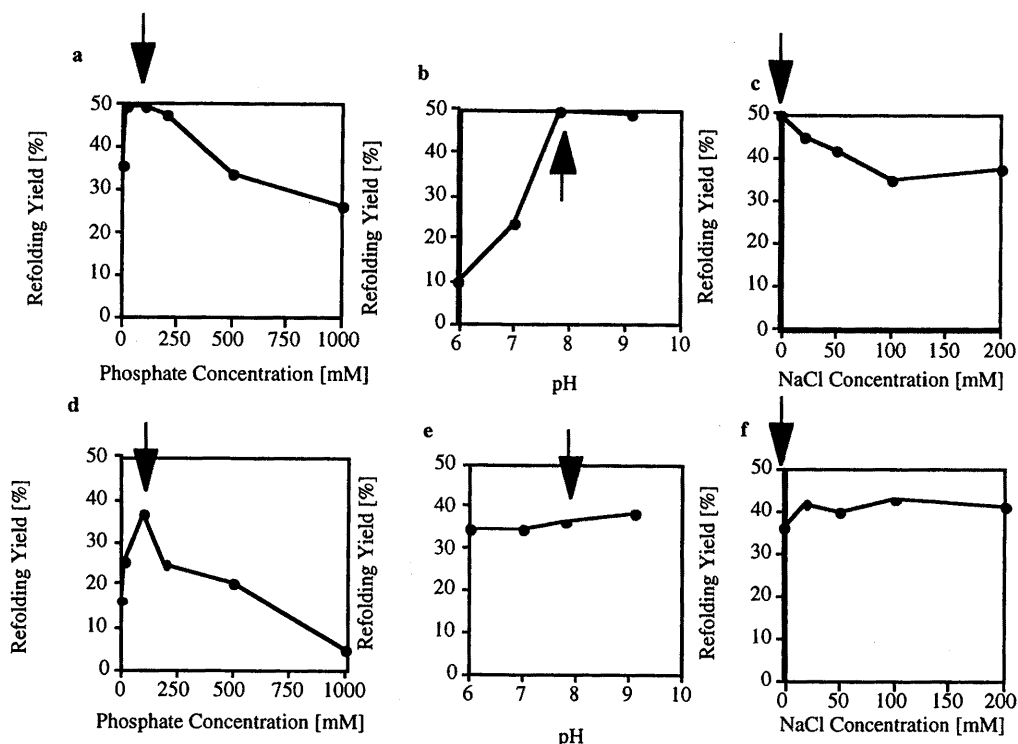 a
50
40
30
20
10
0
Refolding Yield [%]
0 250 500 750 1000
Phosphate Concentration [mM]
b
50
40
30
20
10
0
Refolding Yield [%]
6 7 8 9 10
pH
c
50
40
30
20
10
0
Refolding Yield [%]
0 50 100 150 200
NaCl Concentration [mM]
d
50
40
30
20
10
0
Refolding Yield [%]
0 250 500 750 1000
Phosphate Concentration [mM]
e
50
40
30
20
10
0
Refolding Yield [%]
6 7 8 9 10
pH
f
50
40
30
20
10
0
Refolding Yield [%]
0 50 100 150 200
NaCl Concentration [mM]